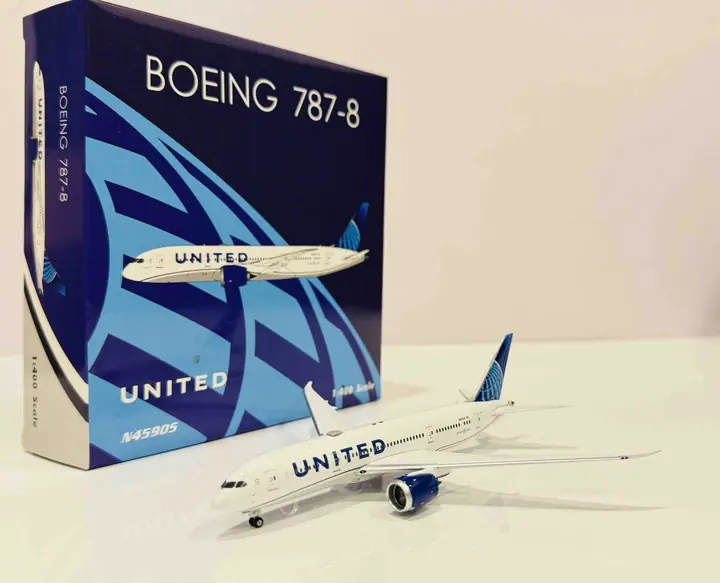 BOEING 787-8
UNITED
BOEING 787-8
1:400 Scale
UNITED
UNITED
1:400 Scale
N45905
UNITED